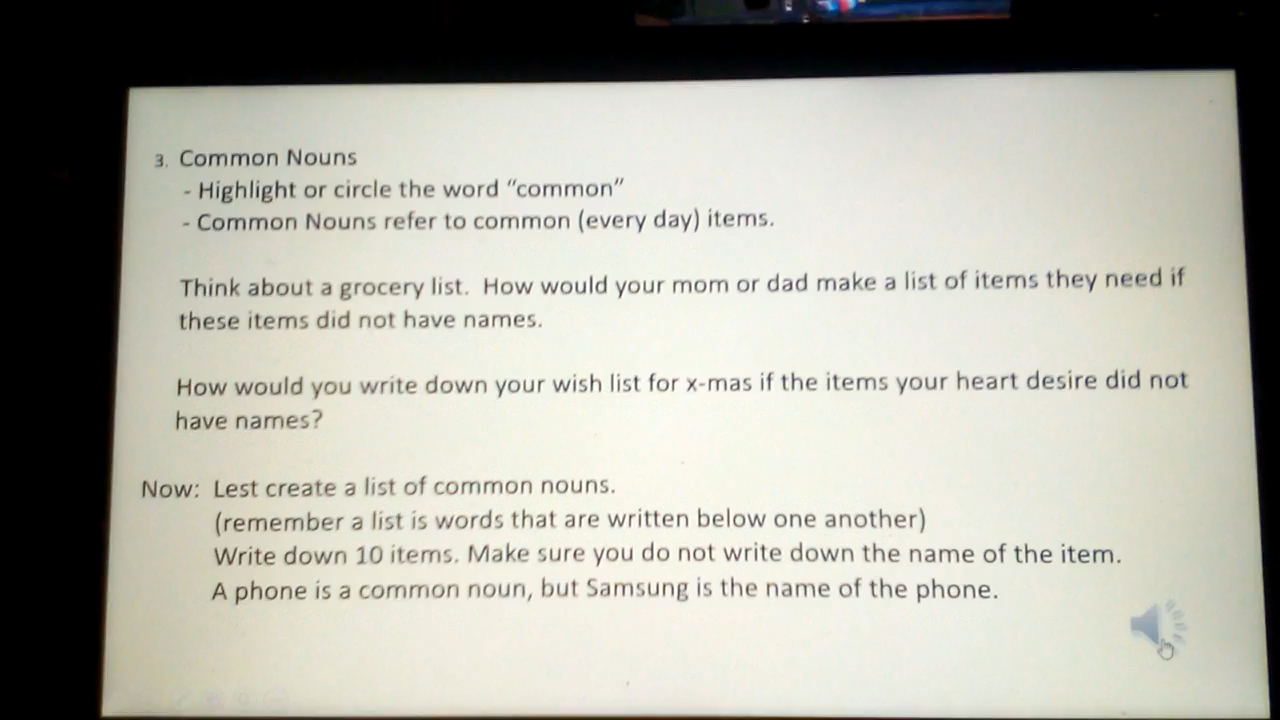 3. Common Nouns
- Highlight or circle the word “common”
- Common Nouns refer to common (every day) items.
Think about a grocery list. How would your mom or dad make a list of items they need if
these items did not have names.
How would you write down your wish list for x-mas if the items your heart desire did not
have names?
Now: Lest create a list of common nouns.
(remember a list is words that are written below one another)
Write down 10 items. Make sure you do not write down the name of the item.
A phone is a common noun, but Samsung is the name of the phone.